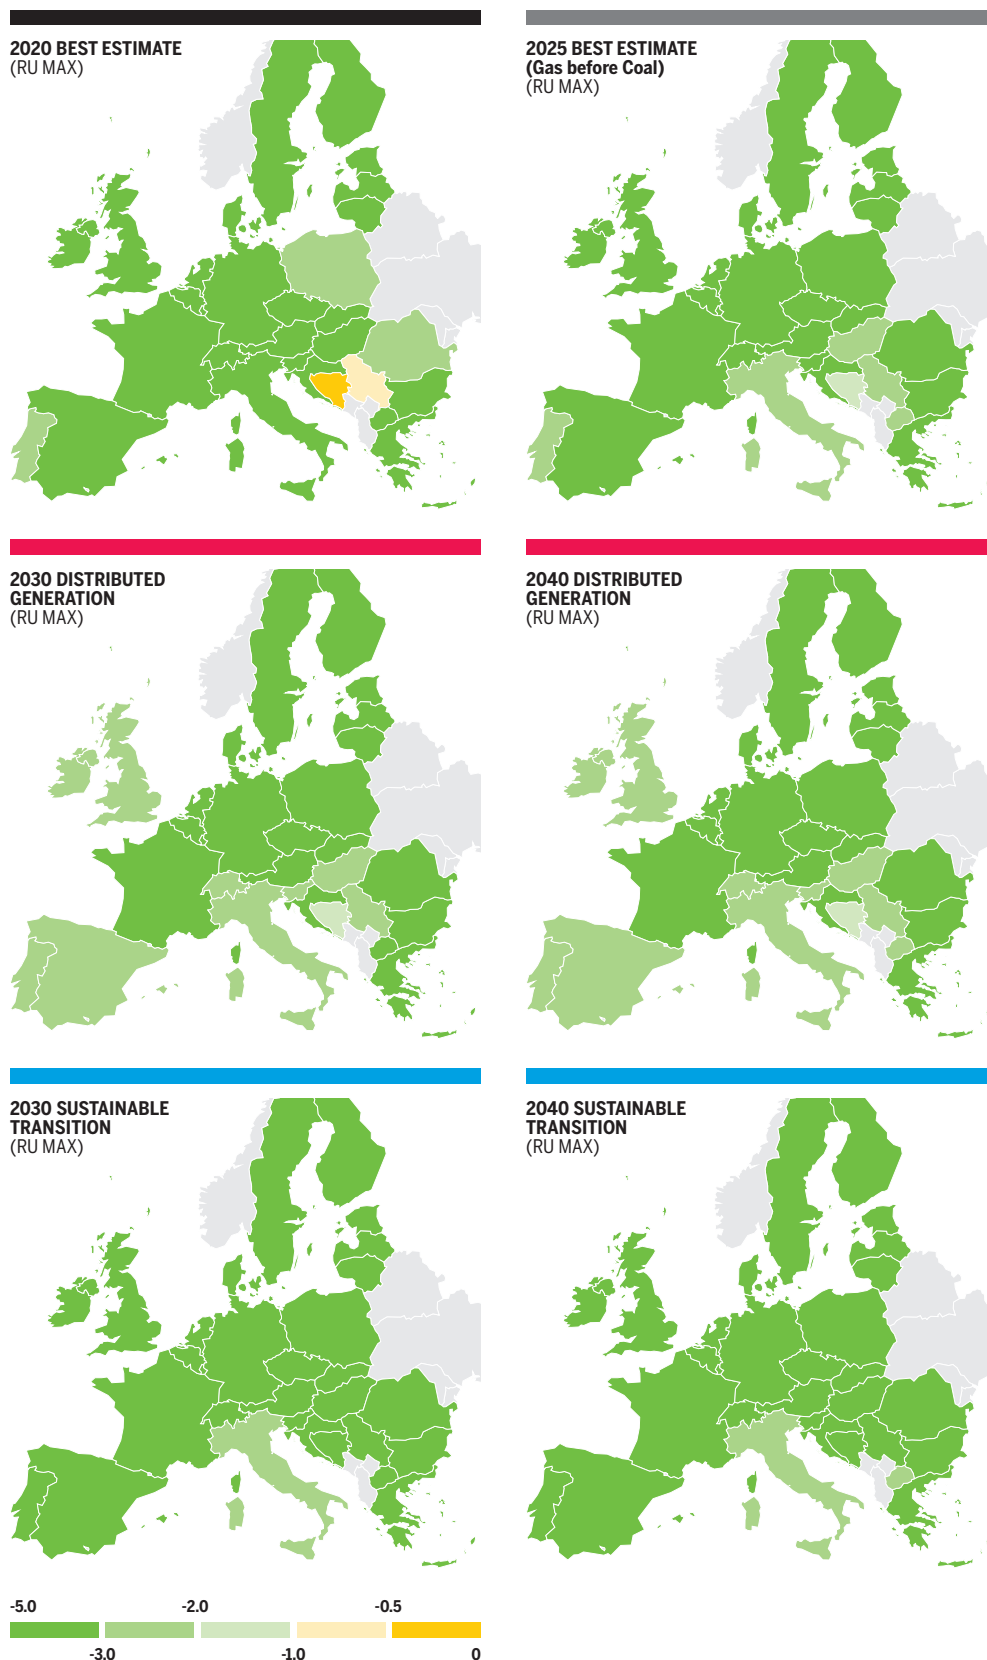 2020 BEST ESTIMATE
(RU MAX)
2025 BEST ESTIMATE
(Gas before Coal)
(RU MAX)
2030 DISTRIBUTED
GENERATION
(RU MAX)
2040 DISTRIBUTED
GENERATION
(RU MAX)
2030 SUSTAINABLE
TRANSITION
(RU MAX)
2040 SUSTAINABLE
TRANSITION
(RU MAX)
-5.0 -2.0 -0.5
-3.0 -1.0 0